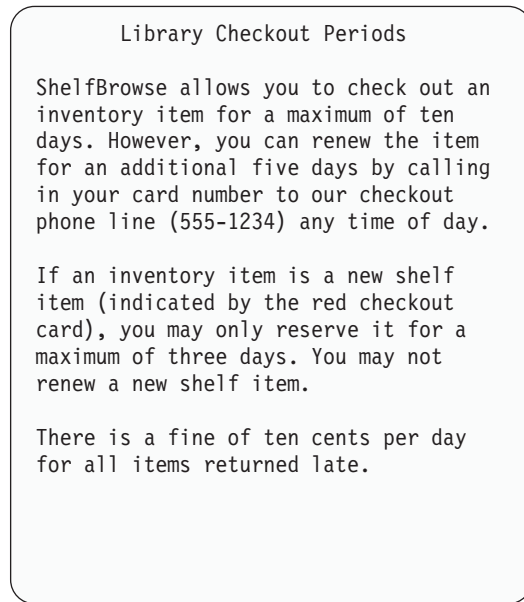 Library Checkout Periods
ShelfBrowse allows you to check out an
inventory item for a maximum of ten
days. However, you can renew the item
for an additional five days by calling
in your card number to our checkout
phone line (555-1234) any time of day.
If an inventory item is a new shelf
item (indicated by the red checkout
card), you may only reserve it for a
maximum of three days. You may not
renew a new shelf item.
There is a fine of ten cents per day
for all items returned late.